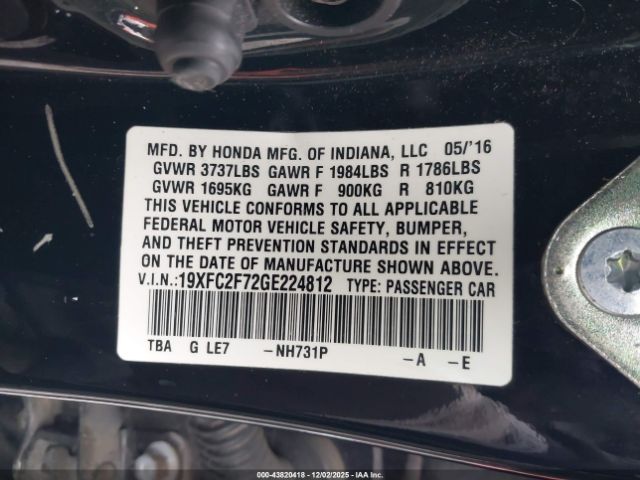 MFD. BY HONDA MFG. OF INDIANA, LLC 05/'16
GVWR 3737LBS GAWR F 1984LBS R 1786LBS
GVWR 1695KG GAWR F 900KG R 810KG
THIS VEHICLE CONFORMS TO ALL APPLICABLE
FEDERAL MOTOR VEHICLE SAFETY, BUMPER,
AND THEFT PREVENTION STANDARDS IN EFFECT
ON THE DATE OF MANUFACTURE SHOWN ABOVE.
V.I.N.:19XFC2F72GE224812 TYPE: PASSENGER CAR
TBA G LE7 -NH731P -A -E
000-43820418 - 12/02/2025 - IAAI.COM